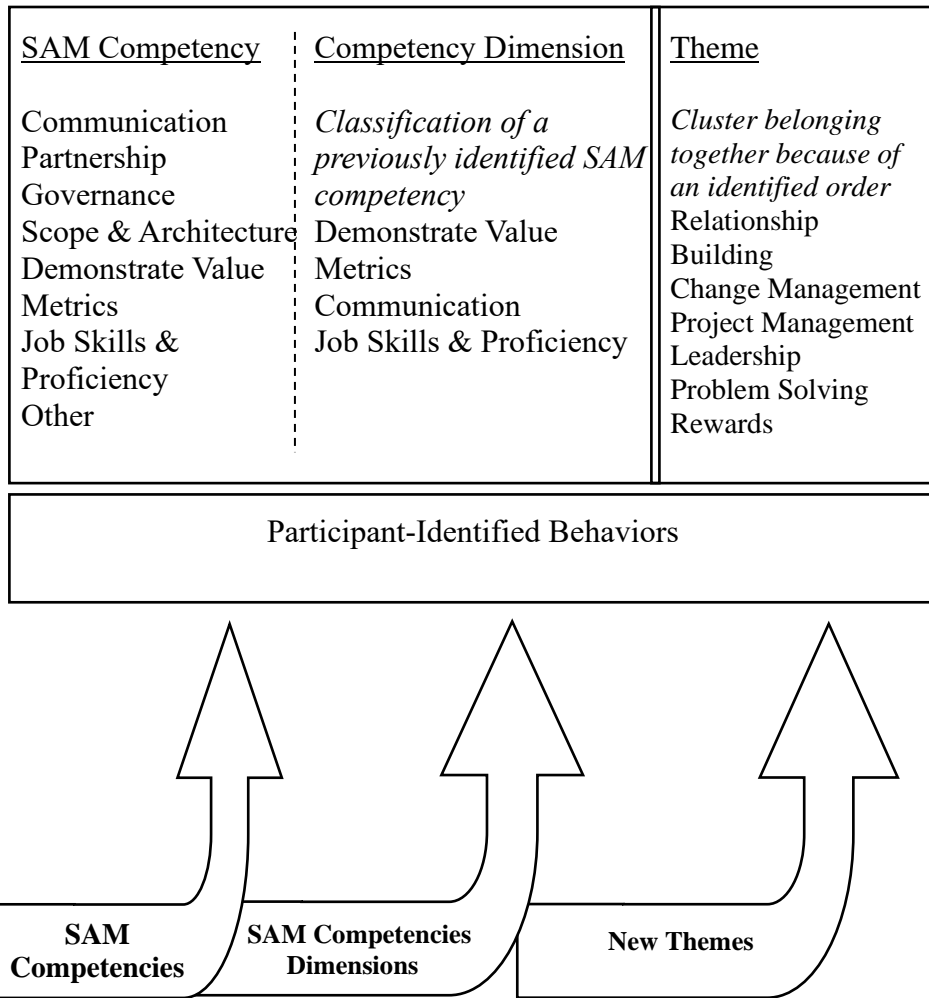 SAM Competency
Communication
Partnership
Governance
Scope & Architecture
Demonstrate Value
Metrics
Job Skills &
Proficiency
Other
Competency Dimension
Classification of a
previously identified SAM
competency
Demonstrate Value
Metrics
Communication
Job Skills & Proficiency
Theme
Cluster belonging
together because of
an identified order
Relationship
Building
Change Management
Project Management
Leadership
Problem Solving
Rewards
Participant-Identified Behaviors
SAM
Competencies
SAM Competencies
Dimensions
New Themes